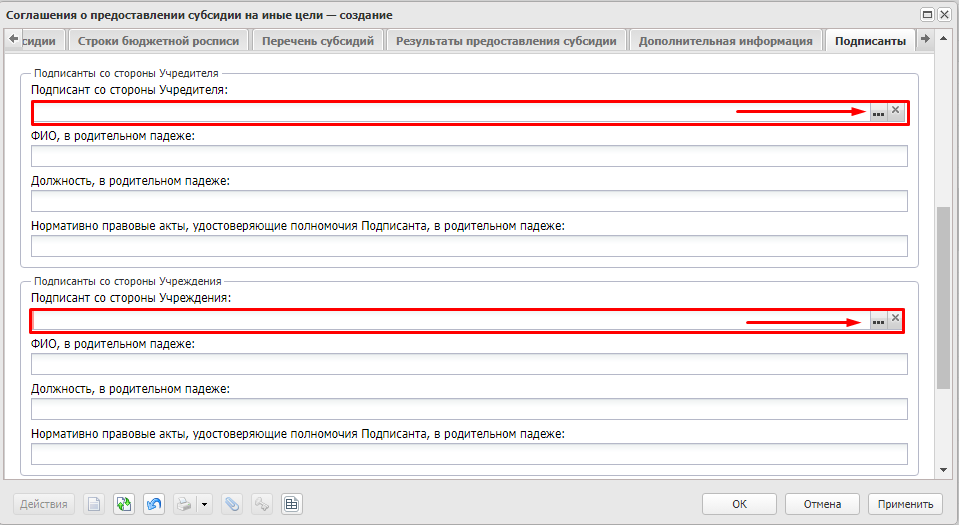 Соглашения о предоставлении субсидии на иные цели — создание
сидии Строки бюджетной росписи Перечень субсидий Результаты предоставления субсидии Дополнительная информация Подписанты
Подписанты со стороны Учредителя
Подписант со стороны Учредителя:
ФИО, в родительном падеже:
Должность, в родительном падеже:
Нормативно правовые акты, удостоверяющие полномочия Подписанта, в родительном падеже:
Подписанты со стороны Учреждения
Подписант со стороны Учреждения:
ФИО, в родительном падеже:
Должность, в родительном падеже:
Нормативно правовые акты, удостоверяющие полномочия Подписанта, в родительном падеже:
Действия ОК Отмена Применить